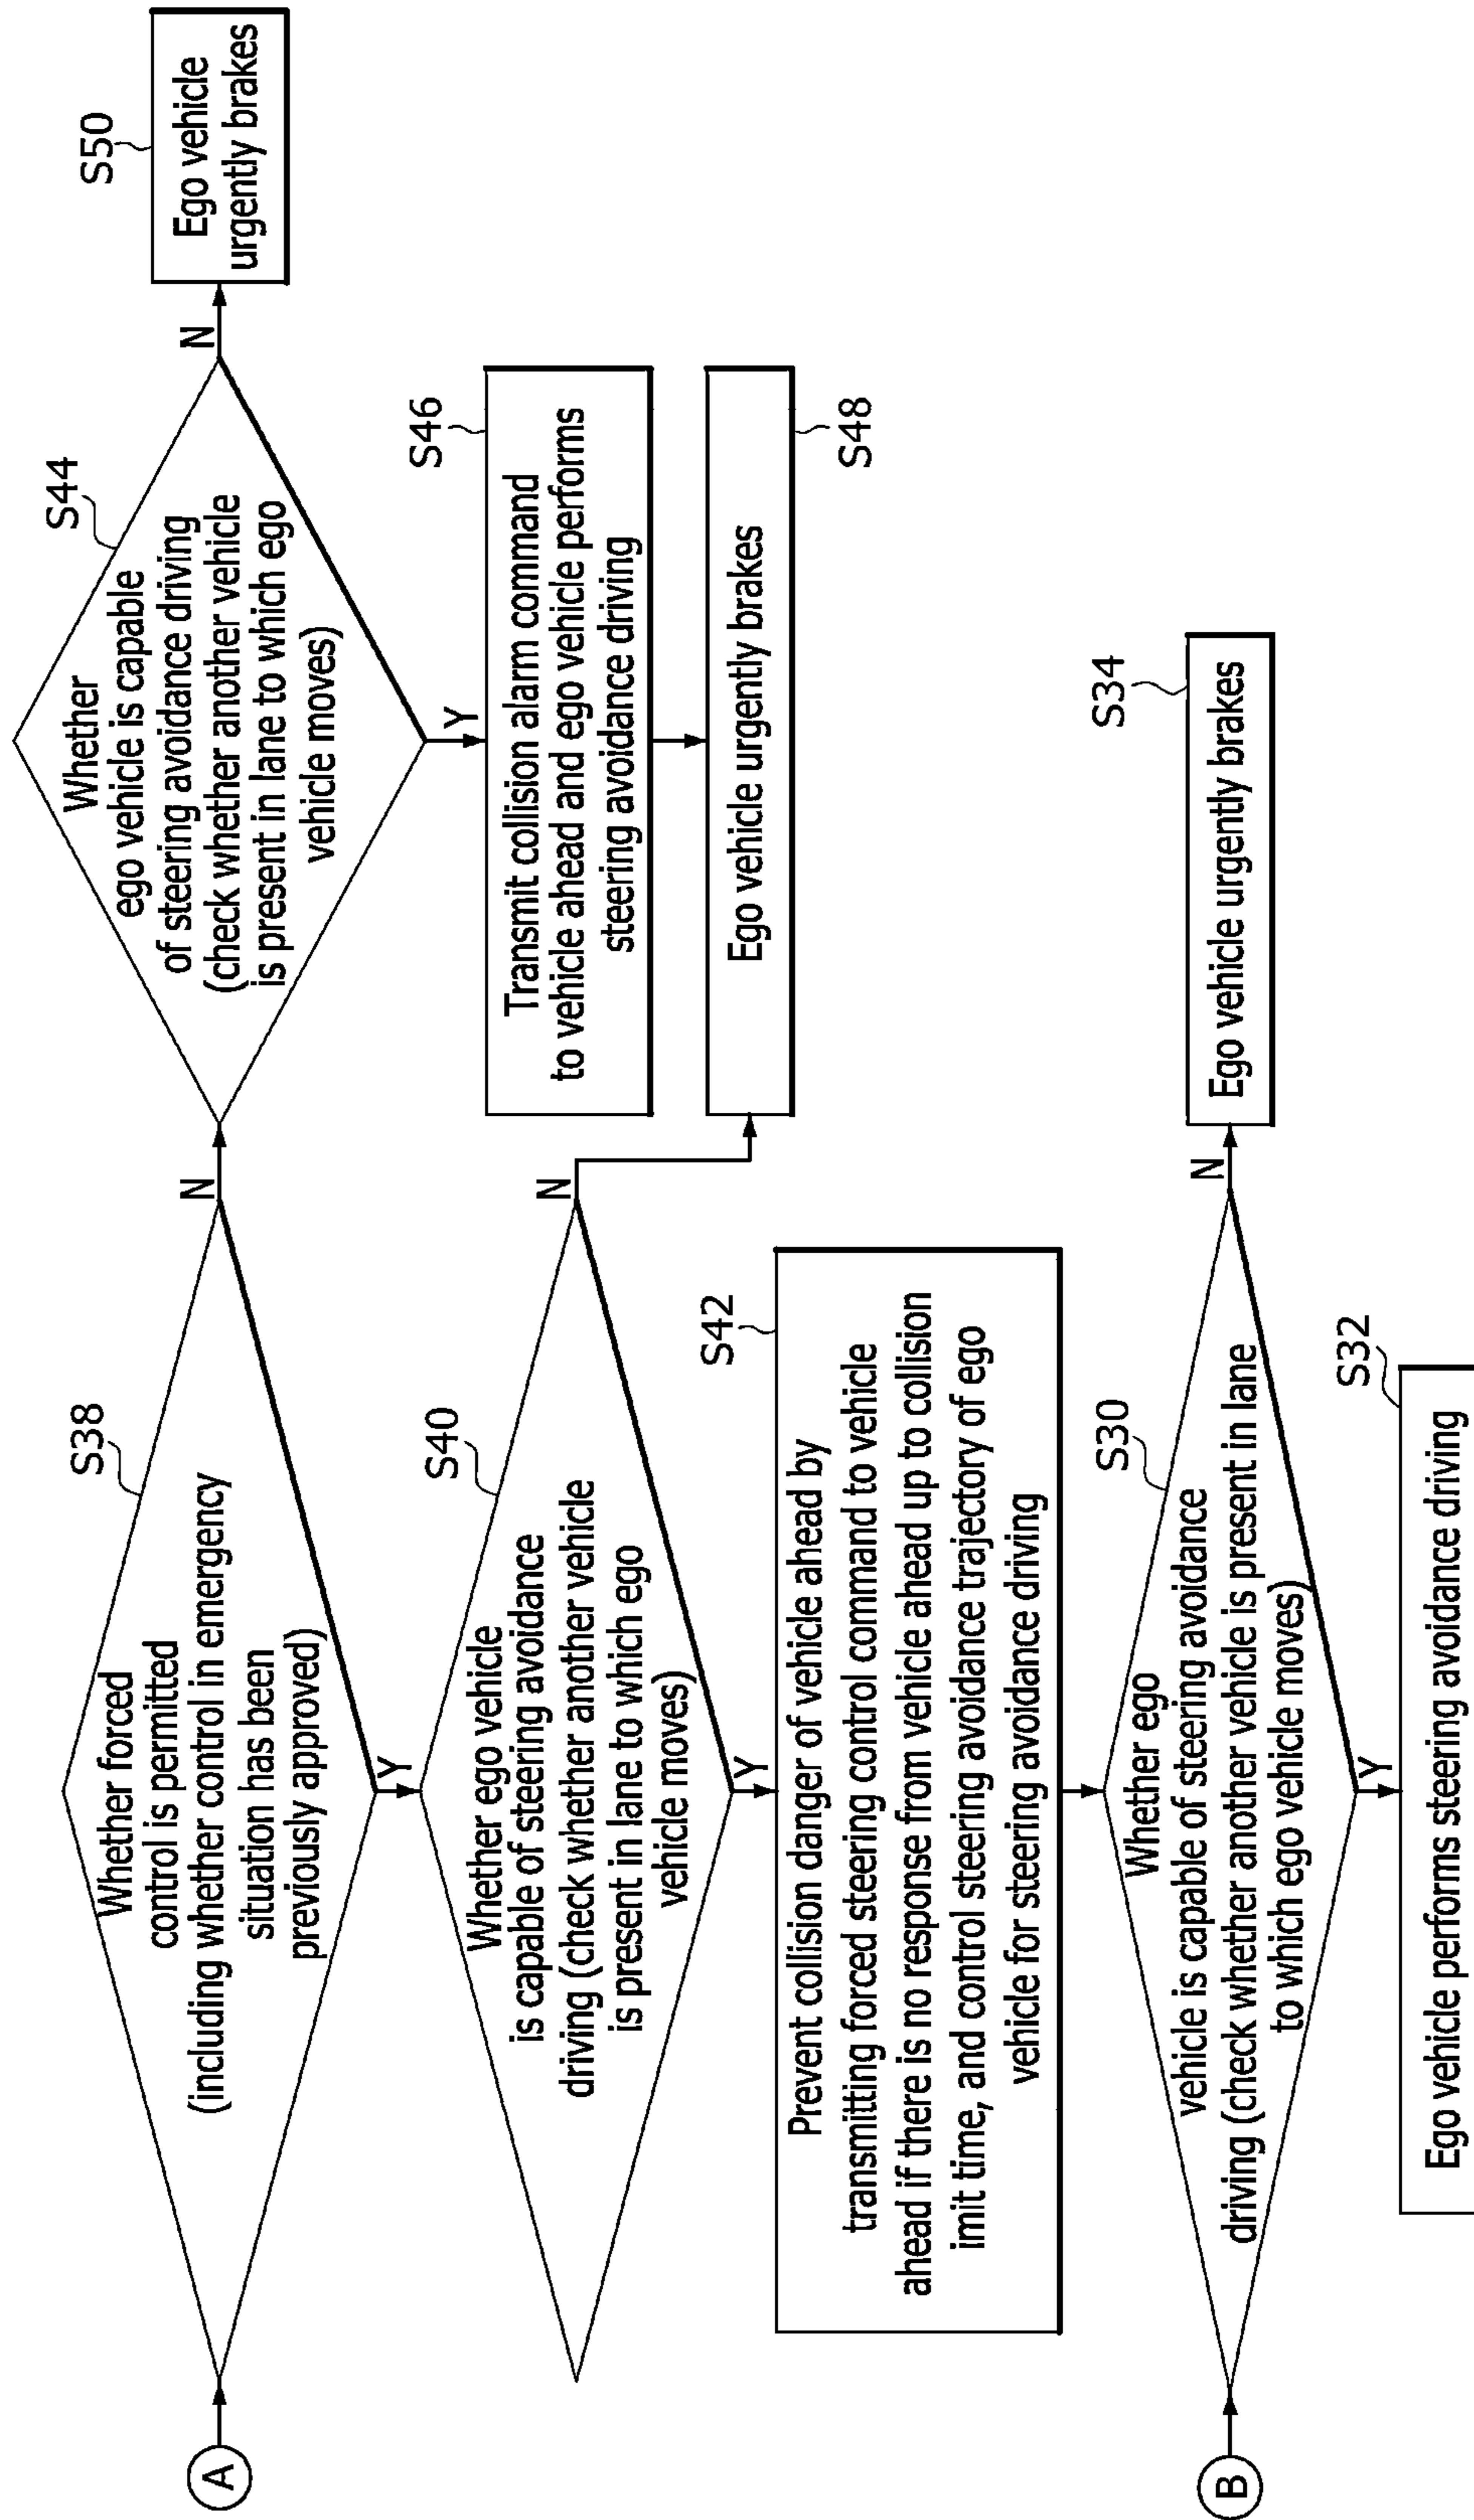 A
S38
Whether forced
control is permitted
(including whether control in emergency
situation has been
previously approved)
N
Y
S44
Whether
ego vehicle is capable
of steering avoidance driving
(check whether another vehicle
is present in lane to which ego
vehicle moves)
N
Y
S50
Ego vehicle
urgently brakes
S40
Whether ego vehicle
is capable of steering avoidance
driving (check whether another vehicle
is present in lane to which ego
vehicle moves)
N
Y
S46
Transmit collision alarm command
to vehicle ahead and ego vehicle performs
steering avoidance driving
Ego vehicle urgently brakes
S48
S42
Prevent collision danger of vehicle ahead by
transmitting forced steering control command to vehicle
ahead if there is no response from vehicle ahead up to collision
imit time, and control steering avoidance trajectory of ego
vehicle for steering avoidance driving
B
S30
Whether ego
vehicle is capable of steering avoidance
driving (check whether another vehicle is present in lane
to which ego vehicle moves)
N
Y
S34
Ego vehicle urgently brakes
S32
Ego vehicle performs steering avoidance driving